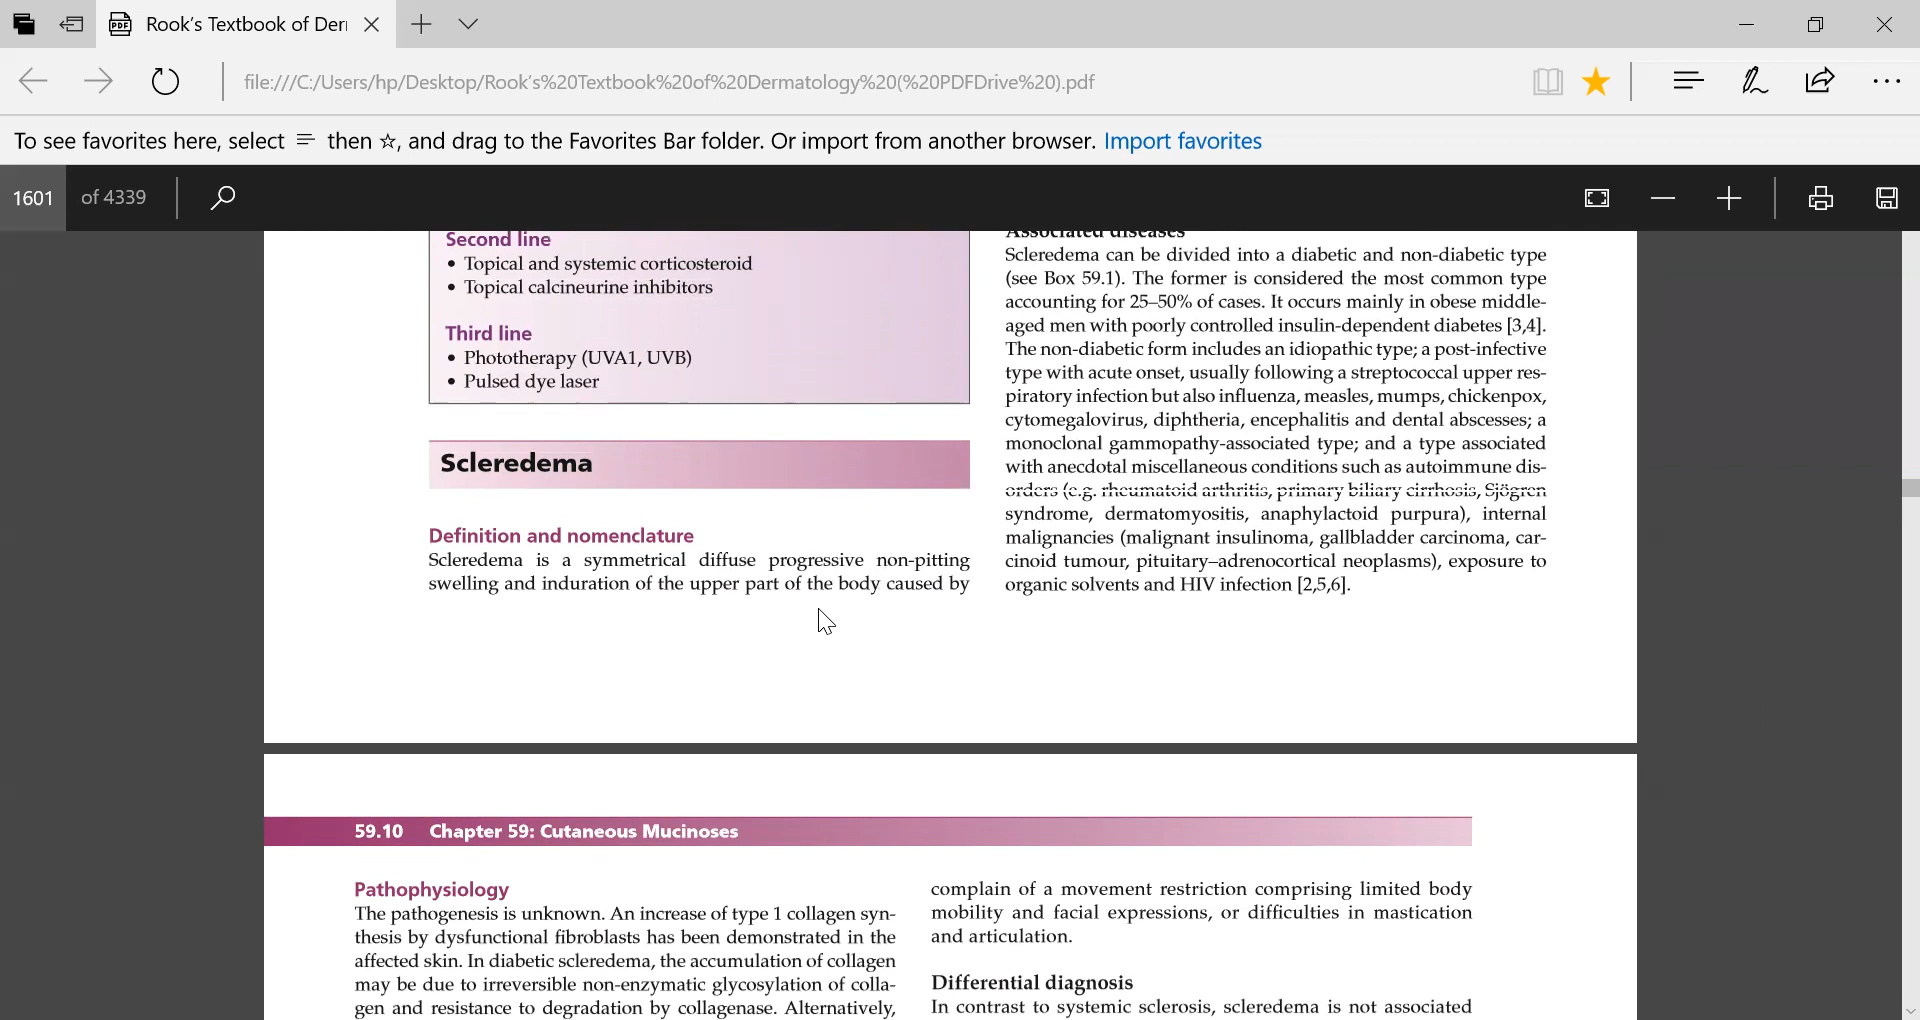 Rook's Textbook of Der
file:///C:/Users/hp/Desktop/Rook's%20Textbook%20of%20Dermatology%20(%20PDFDrive%20).pdf
To see favorites here, select then ☆, and drag to the Favorites Bar folder. Or import from another browser. Import favorites
1601 of 4339
Second line
• Topical and systemic corticosteroid
• Topical calcineurine inhibitors
Third line
• Phototherapy (UVA1, UVB)
• Pulsed dye laser
Scleredema
Definition and nomenclature
Scleredema is a symmetrical diffuse progressive non-pitting
swelling and induration of the upper part of the body caused by
Associated diseases
Scleredema can be divided into a diabetic and non-diabetic type
(see Box 59.1). The former is considered the most common type
accounting for 25–50% of cases. It occurs mainly in obese middle-
aged men with poorly controlled insulin-dependent diabetes [3,4].
The non-diabetic form includes an idiopathic type; a post-infective
type with acute onset, usually following a streptococcal upper res-
piratory infection but also influenza, measles, mumps, chickenpox,
cytomegalovirus, diphtheria, encephalitis and dental abscesses; a
monoclonal gammopathy-associated type; and a type associated
with anecdotal miscellaneous conditions such as autoimmune dis-
orders (e.g. rheumatoid arthritis, primary biliary cirrhosis, Sjögren
syndrome, dermatomyositis, anaphylactoid purpura), internal
malignancies (malignant insulinoma, gallbladder carcinoma, car-
cinoid tumour, pituitary–adrenocortical neoplasms), exposure to
organic solvents and HIV infection [2,5,6].
59.10 Chapter 59: Cutaneous Mucinoses
Pathophysiology
The pathogenesis is unknown. An increase of type 1 collagen syn-
thesis by dysfunctional fibroblasts has been demonstrated in the
affected skin. In diabetic scleredema, the accumulation of collagen
may be due to irreversible non-enzymatic glycosylation of colla-
gen and resistance to degradation by collagenase. Alternatively,
complain of a movement restriction comprising limited body
mobility and facial expressions, or difficulties in mastication
and articulation.
Differential diagnosis
In contrast to systemic sclerosis, scleredema is not associated